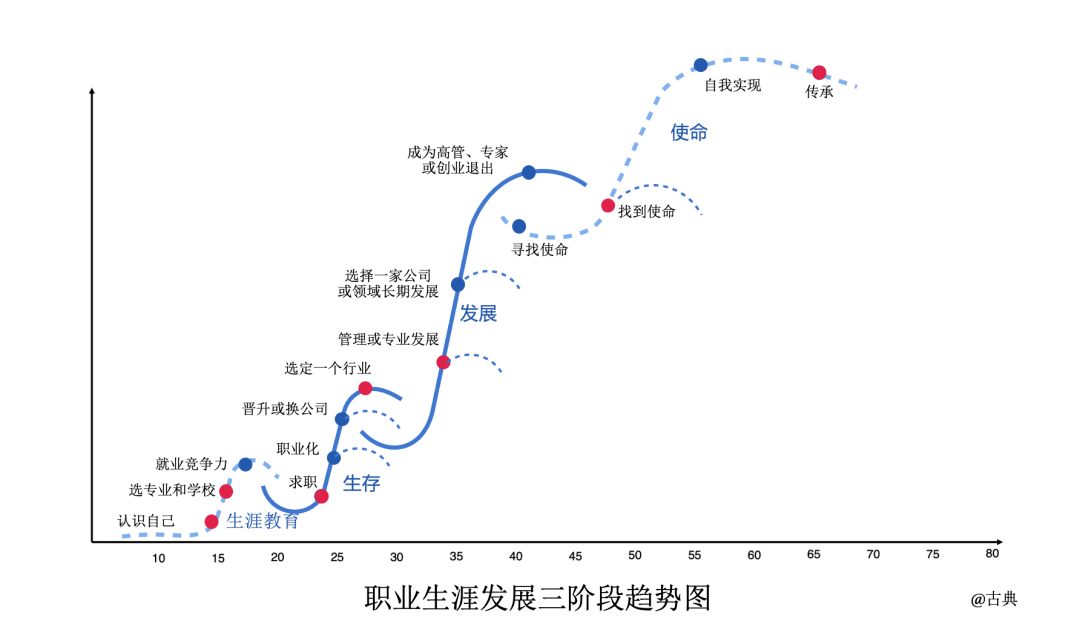 自我实现
传承
使命
成为高管、专家
或创业退出
找到使命
寻找使命
选择一家公司
或领域长期发展
发展
管理或专业发展
选定一个行业
晋升或换公司
职业化
就业竞争力
求职
生存
选专业和学校
认识自己
生涯教育
10 15 20 25 30 35 40 45 50 55 60 65 70 75 80
职业生涯发展三阶段趋势图
@古典